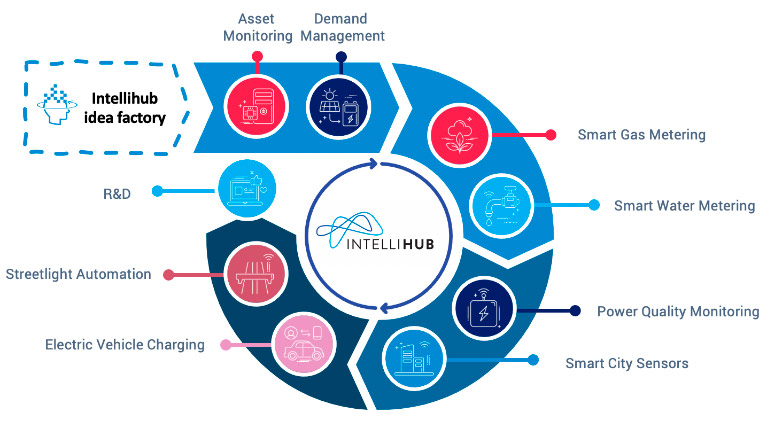 Asset
Monitoring
Demand
Management
Intellihub
idea factory
Smart Gas Metering
R&D
Smart Water Metering
INTELLIHUB
Streetlight Automation
Power Quality Monitoring
Electric Vehicle Charging
Smart City Sensors